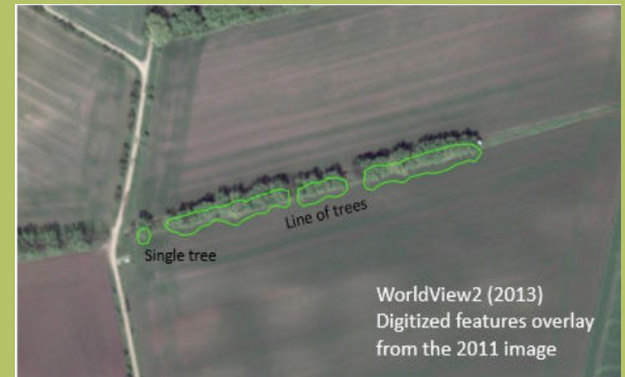 Line of trees
Single tree
WorldView2 (2013)
Digitized features overlay
from the 2011 image